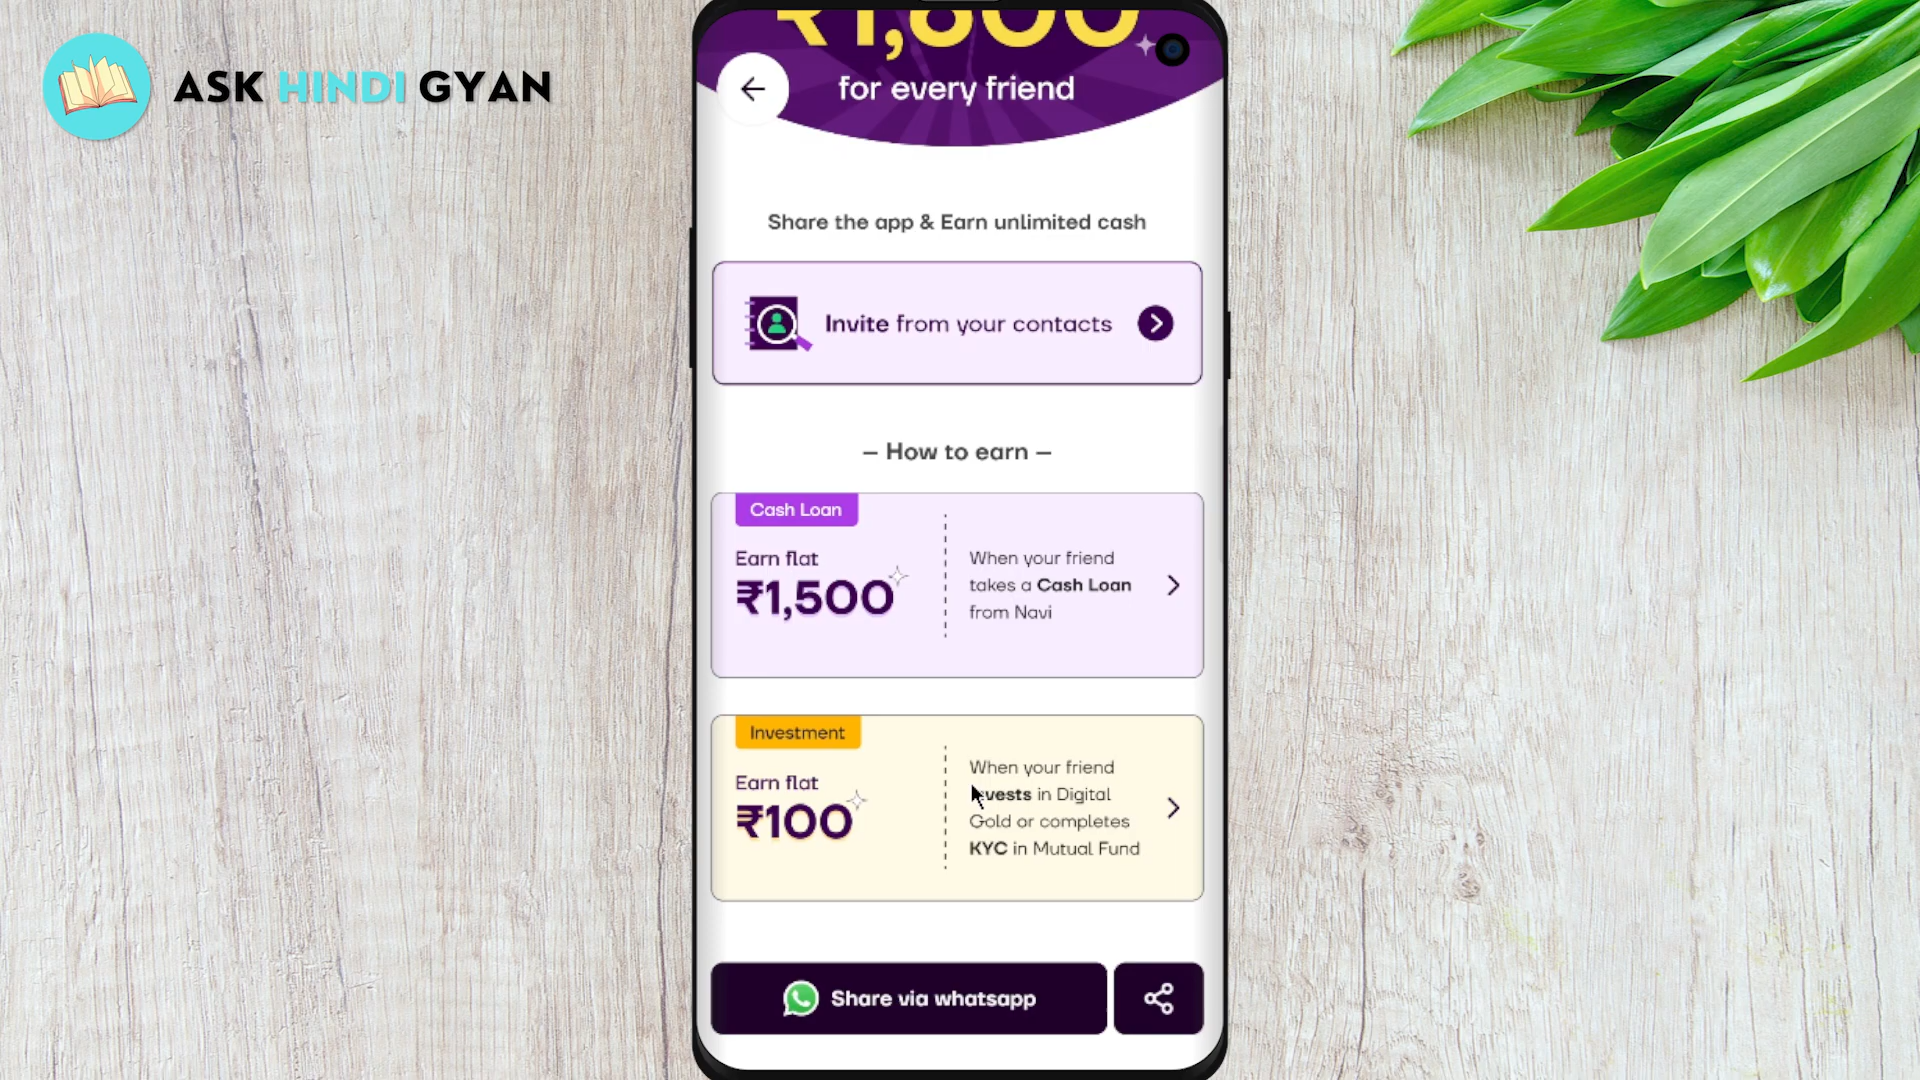 ASK HINDI GYAN
for every friend
Share the app & Earn unlimited cash
Invite from your contacts
– How to earn –
Cash Loan
Earn flat
₹1,500
When your friend
takes a Cash Loan
from Navi
Investment
Earn flat
₹100
When your friend
in Digital
Gold or completes
KYC in Mutual Fund
Share via whatsapp